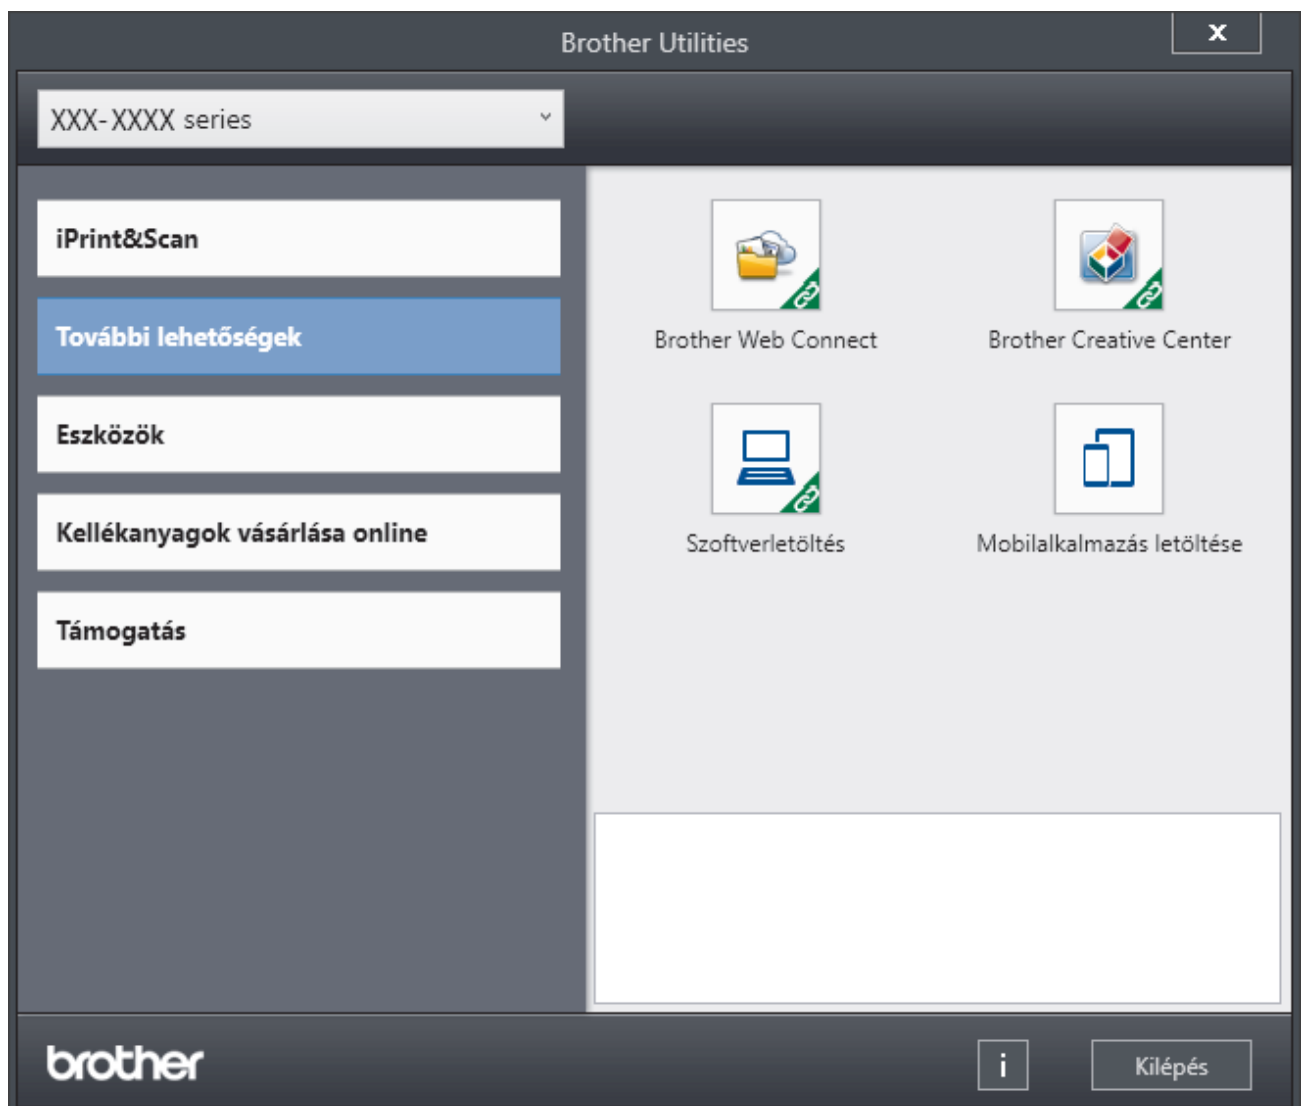 Brother Utilities
x
XXX-XXXX series
iPrint&Scan
További lehetőségek
Eszközök
Kellékanyagok vásárlása online
Támogatás
Brother Web Connect
Brother Creative Center
Szoftverletöltés
Mobilalkalmazás letöltése
brother
i
Kilépés